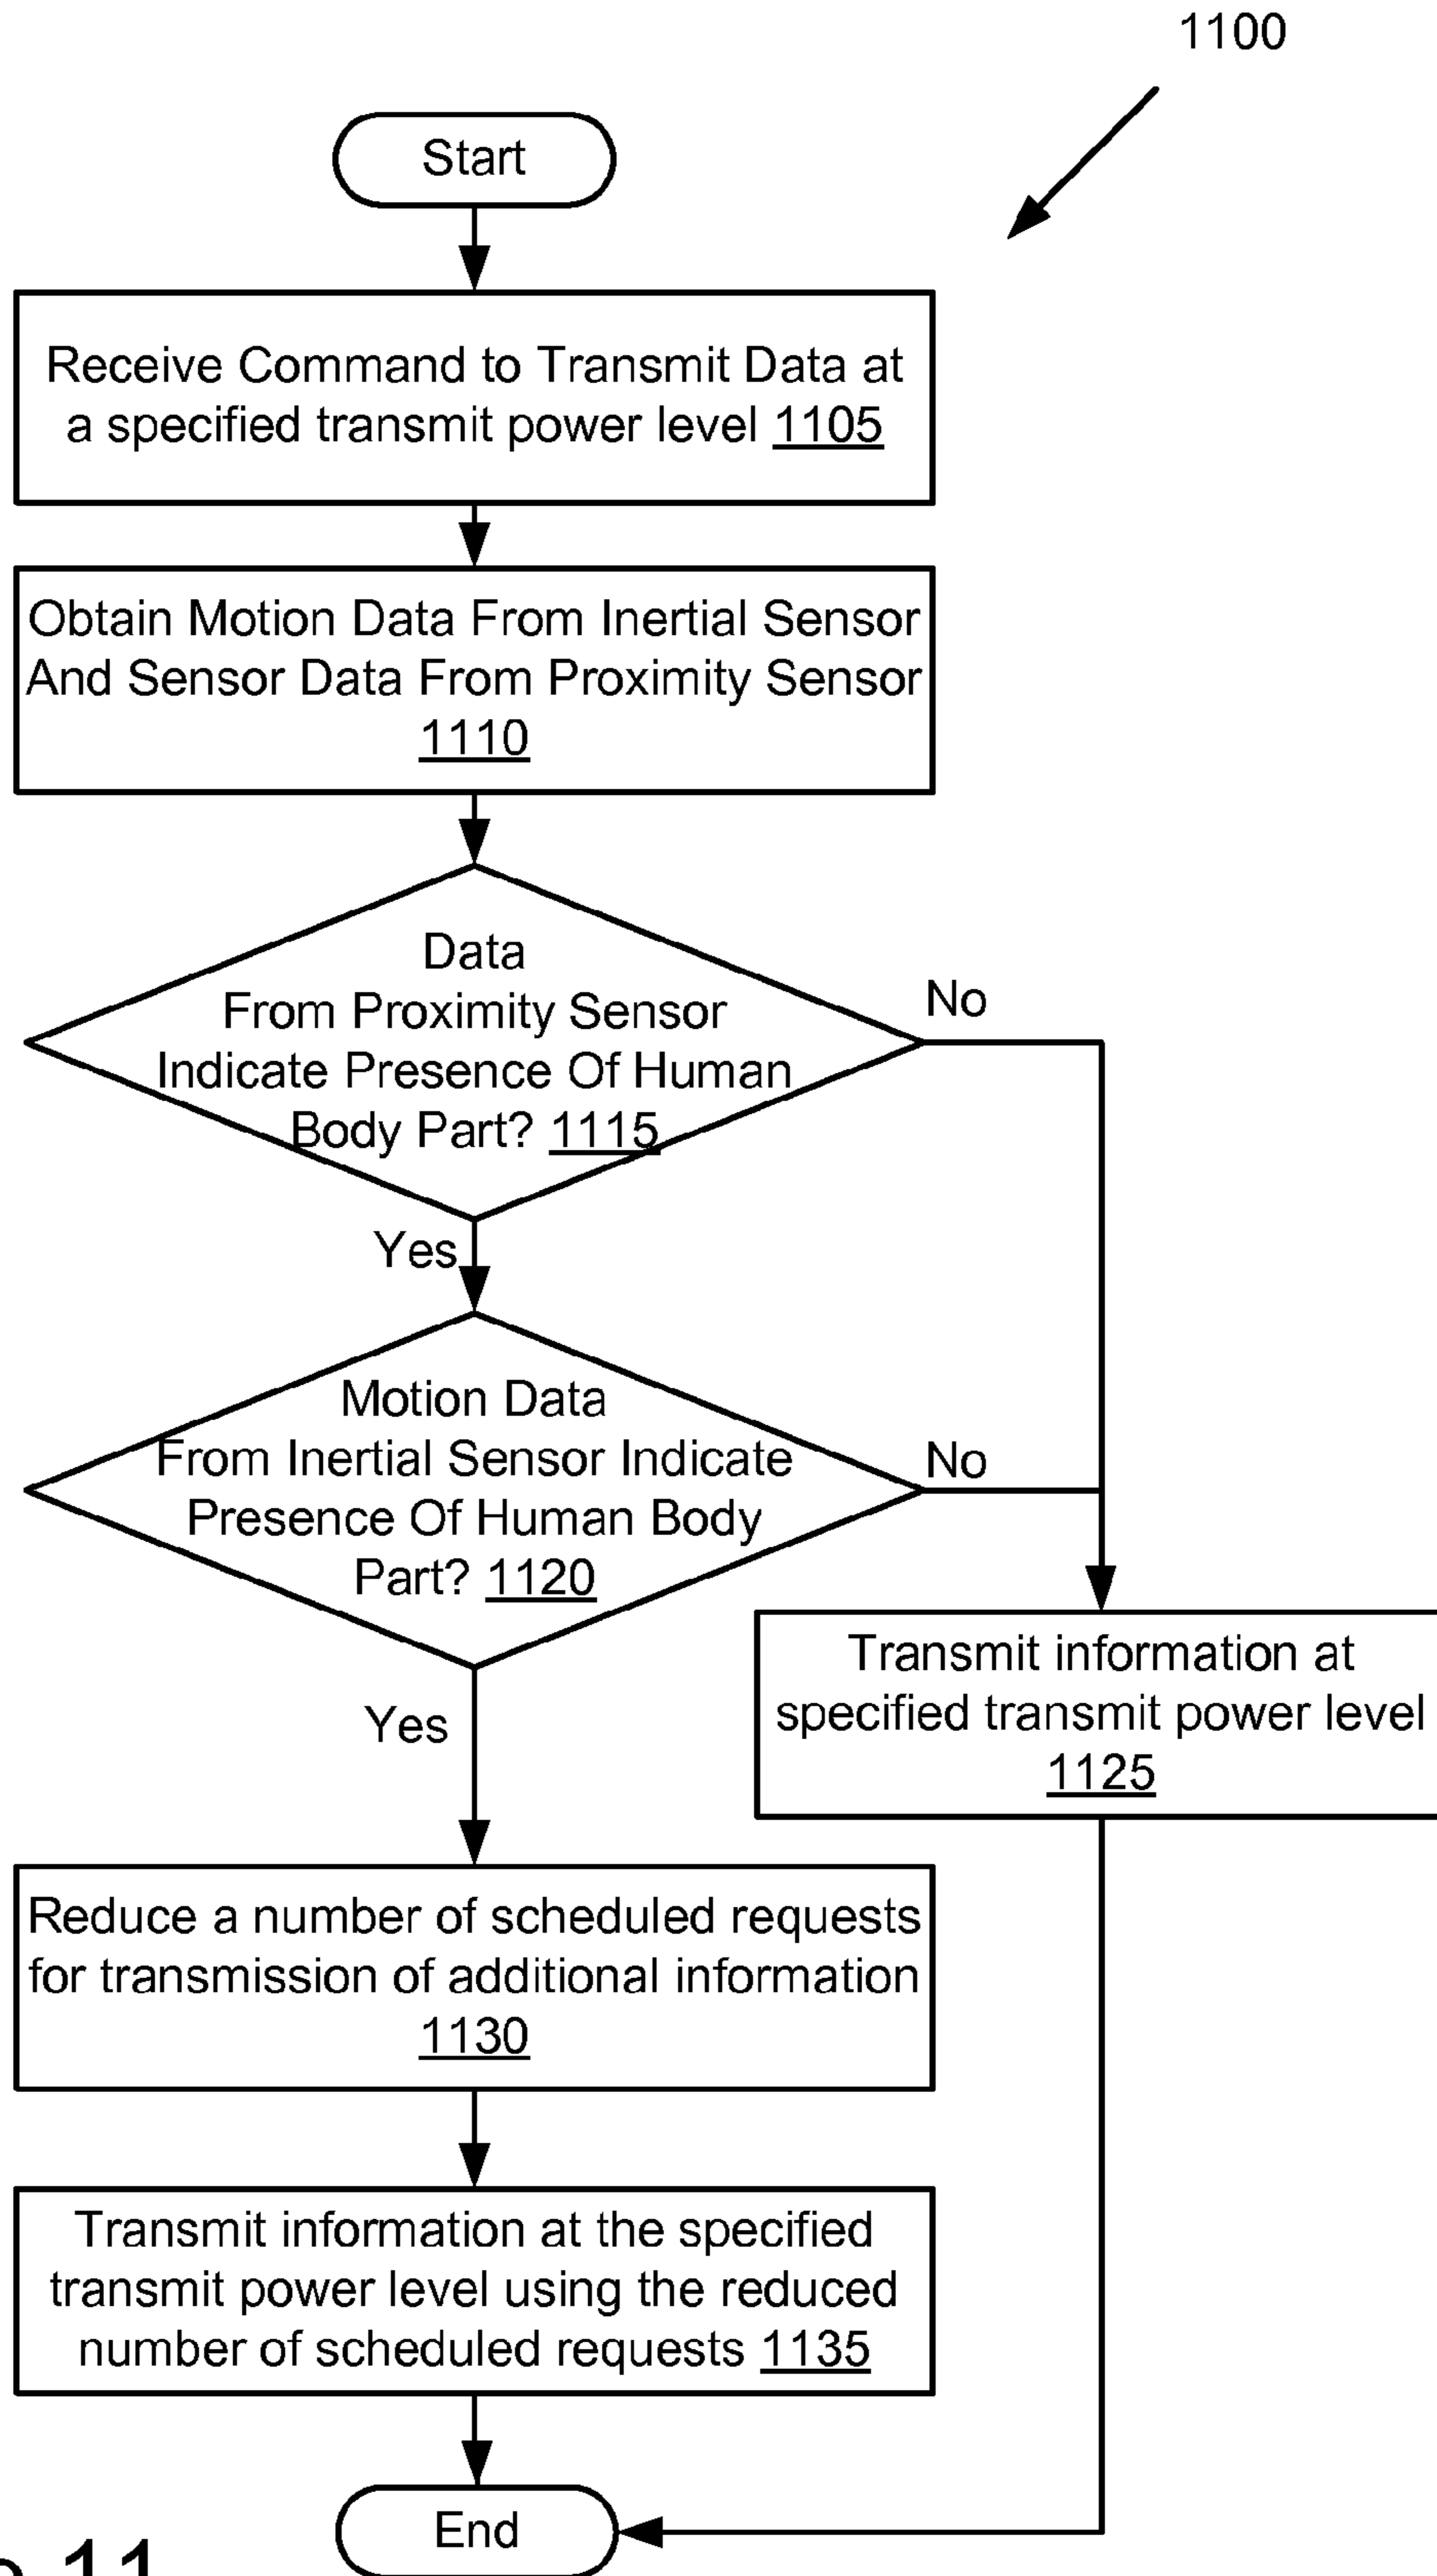 1100
Start
Receive Command to Transmit Data at
a specified transmit power level 1105
Obtain Motion Data From Inertial Sensor
And Sensor Data From Proximity Sensor
1110
Data
From Proximity Sensor
Indicate Presence Of Human
Body Part? 1115
No
Yes
Motion Data
From Inertial Sensor Indicate
Presence Of Human Body
Part? 1120
No
Yes
Transmit information at
specified transmit power level
1125
Reduce a number of scheduled requests
for transmission of additional information
1130
Transmit information at the specified
transmit power level using the reduced
number of scheduled requests 1135
End
11